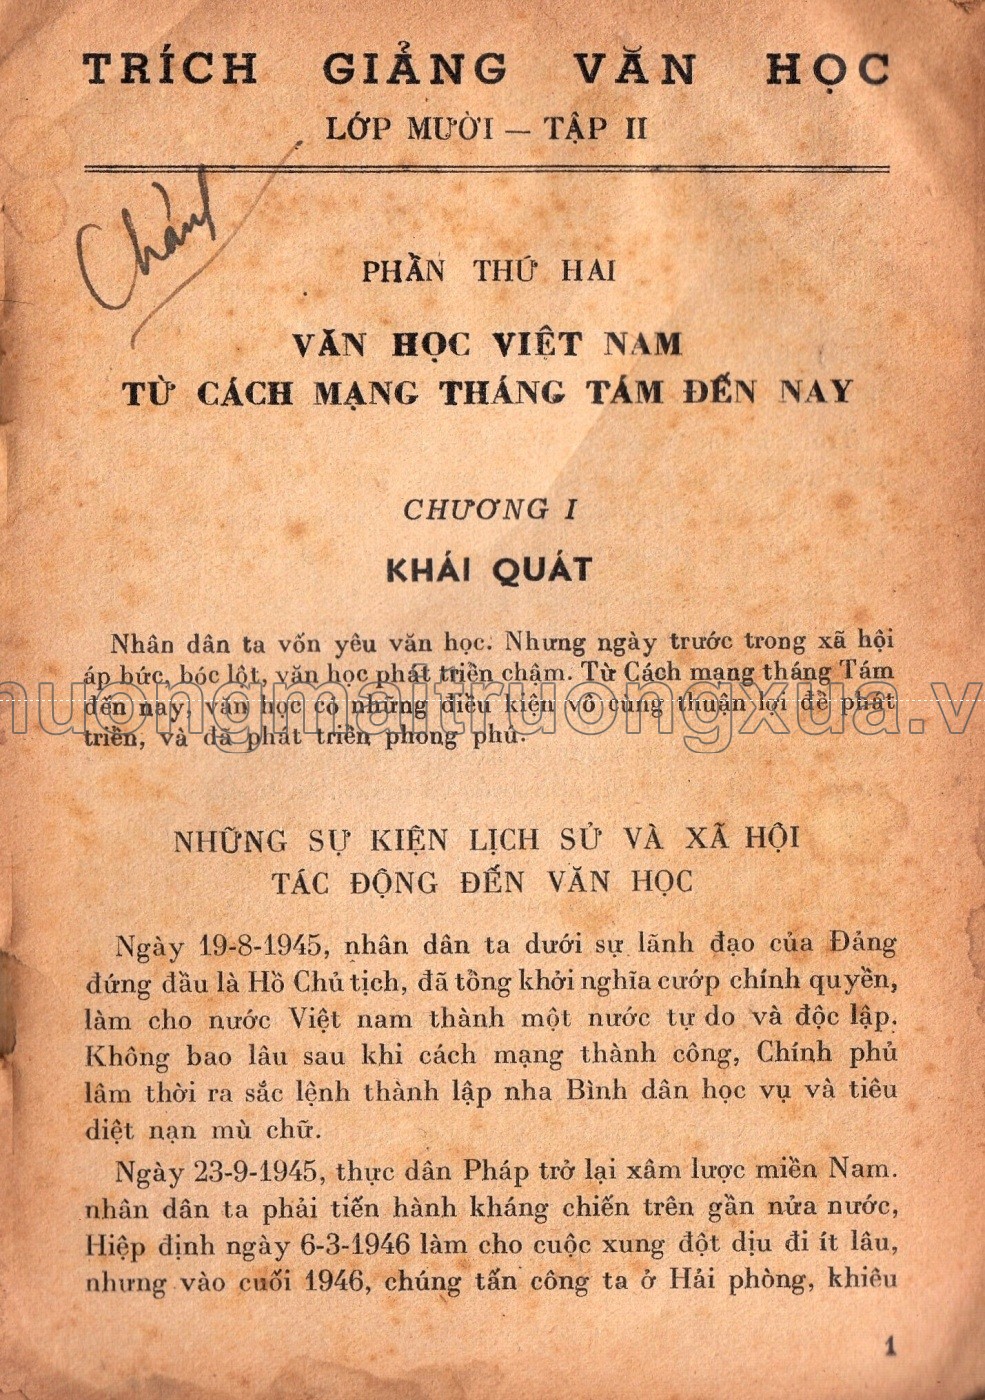 TRÍCH GIẢNG VĂN HỌC
LỚP MƯỜI — TẬP II
PHẦN THỨ HAI
VĂN HỌC VIỆT NAM
TỪ CÁCH MẠNG THÁNG TÁM ĐẾN NAY
CHƯƠNG I
KHÁI QUÁT
Nhân dân ta vốn yêu văn học. Nhưng ngày trước trong xã hội
áp bức, bóc lột, văn học phát triển chậm. Từ Cách mạng tháng Tám
huongmaitruongxua.v
đến nay, văn học có những điều kiện vô cùng thuận lợi để phát
triển, và đã phát triển phong phú.
NHỮNG SỰ KIỆN LỊCH SỬ VÀ XÃ HỘI
TÁC ĐỘNG ĐẾN VĂN HỌC
Ngày 19-8-1945, nhân dân ta dưới sự lãnh đạo của Đảng
đứng đầu là Hồ Chủ tịch, đã tổng khởi nghĩa cướp chính quyền,
làm cho nước Việt nam thành một nước tự do và độc lập.
Không bao lâu sau khi cách mạng thành công, Chính phủ
lâm thời ra sắc lệnh thành lập nha Bình dân học vụ và tiêu
diệt nạn mù chữ.
Ngày 23-9-1945, thực dân Pháp trở lại xâm lược miền Nam.
nhân dân ta phải tiến hành kháng chiến trên gần nửa nước,
Hiệp định ngày 6-3-1946 làm cho cuộc xung đột dịu đi ít lâu,
nhưng vào cuối 1946, chúng tấn công ta ở Hải phòng, khiêu
1